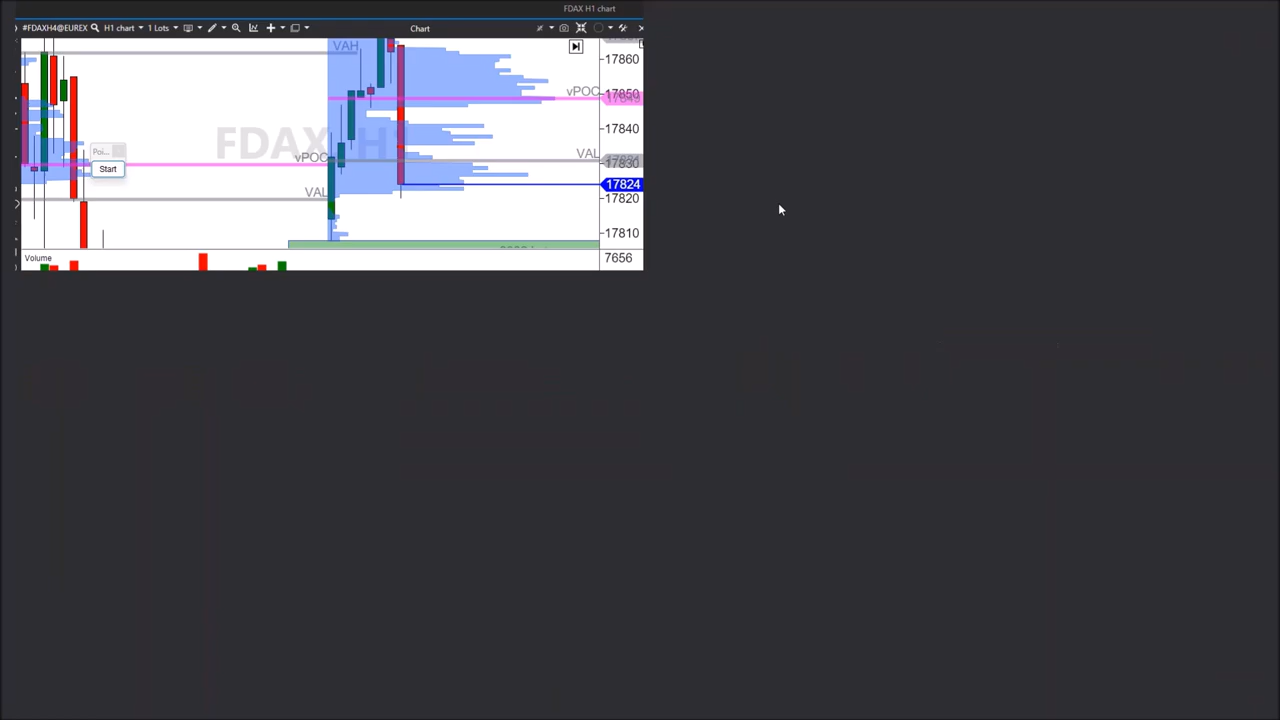 FDAX H1 chart
#FDAXH4@EUREX H1 chart 1 Lots Chart
VAH
17860
vPOC 17850
FDAX H1
17840
vPOC VAL
17830
Poi...
Start
17824
VAL 17820
17810
Volume 7656